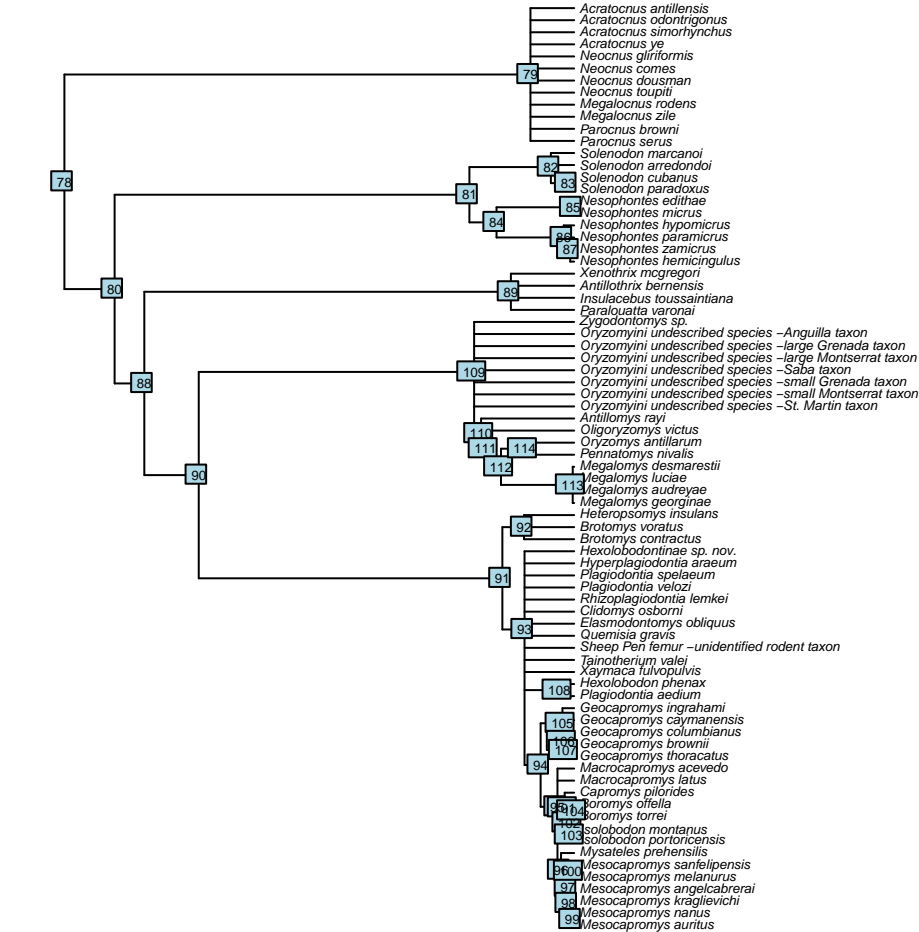 Acratocnus antillensis
Acratocnus odontrigonus
Acratocnus simorhynchus
Acratocnus ye
Neocnus gliriformis
Neocnus comes
79
Neocnus dousman
Neocnus toupiti
Megalocnus rodens
Megalocnus zile
Parocnus browni
Parocnus serus
Solenodon marcanoi
82
Solenodon arredondoi
78
83
Solenodon cubanus
Solenodon paradoxus
81
Nesophontes edithae
85
Nesophontes micrus
84
Nesophontes hypomicrus
86
Nesophontes paramicrus
87
Nesophontes zamicrus
Nesophontes hemicingulus
Xenothrix mcgregori
80
Antillothrix bernensis
89
Insulacebus toussaintiana
Paralouatta varonai
Zygodontomys sp.
Oryzomyini undescribed species −Anguilla taxon
Oryzomyini undescribed species −large Grenada taxon
Oryzomyini undescribed species −large Montserrat taxon
109
Oryzomyini undescribed species −Saba taxon
88
Oryzomyini undescribed species −small Grenada taxon
Oryzomyini undescribed species −small Montserrat taxon
Oryzomyini undescribed species −St. Martin taxon
Antillomys rayi
110
Oligoryzomys victus
111
114
Oryzomys antillarum
Pennatomys nivalis
112
Megalomys desmarestii
90
Megalomys luciae
113
Megalomys audreyae
Megalomys georginae
Heteropsomys insulans
92
Brotomys voratus
Brotomys contractus
Hexolobodontinae sp. nov.
Hyperplagiodontia araeum
91
Plagiodontia spelaeum
Plagiodontia velozi
Rhizoplagiodontia lemkei
Clidomys osborni
93
Elasmodontomys obliquus
Quemisia gravis
Sheep Pen femur −unidentified rodent taxon
Tainotherium valei
Xaymaca fulvopulvis
108
Hexolobodon phenax
Plagiodontia aedium
Geocapromys ingrahami
105
Geocapromys caymanensis
Geocapromys columbianus
106
107
Geocapromys brownii
Geocapromys thoracatus
94
Macrocapromys acevedo
Macrocapromys latus
Capromys pilorides
95
104
Boromys offella
Boromys torrei
102
103
Isolobodon montanus
Isolobodon portoricensis
Mysateles prehensilis
96
100
Mesocapromys sanfelipensis
Mesocapromys melanurus
97
Mesocapromys angelcabrerai
98
Mesocapromys kraglievichi
99
Mesocapromys nanus
Mesocapromys auritus